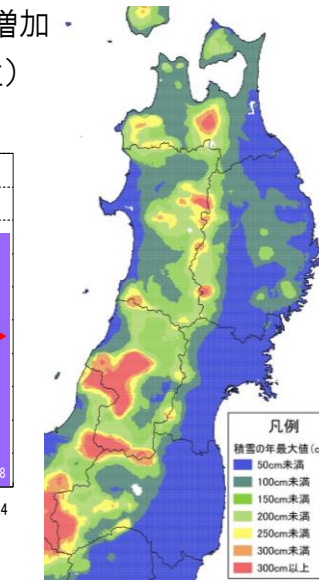 増加
)
8
4
凡例
積雪の年最大値(c
50cm未満
100cm未満
150cm未満
200cm未満
250cm未満
300cm未満
300cm以上